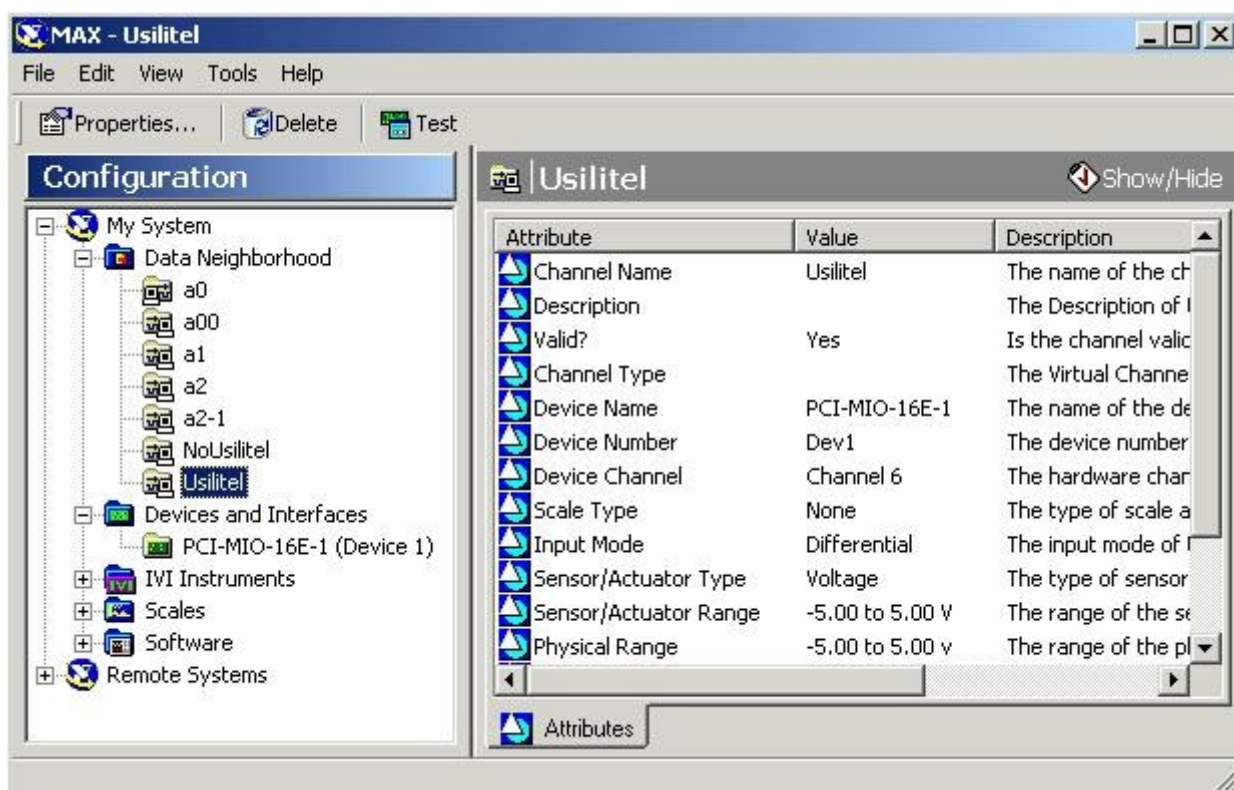 MAX - Usilitel
File Edit View Tools Help
Properties... Delete Test
Configuration
My System
Data Neighborhood
a0
a00
a1
a2
a2-1
NoUsilitel
Usilitel
Devices and Interfaces
PCI-MIO-16E-1 (Device 1)
IVI Instruments
Scales
Software
Remote Systems
Usilitel Show/Hide
Attribute Value Description
Channel Name Usilitel The name of the ch
Description The Description of
Valid? Yes Is the channel valid
Channel Type The Virtual Channe
Device Name PCI-MIO-16E-1 The name of the de
Device Number Dev1 The device number
Device Channel Channel 6 The hardware chan
Scale Type None The type of scale a
Input Mode Differential The input mode of
Sensor/Actuator Type Voltage The type of sensor
Sensor/Actuator Range -5.00 to 5.00 V The range of the se
Physical Range -5.00 to 5.00 v The range of the pl
Attributes